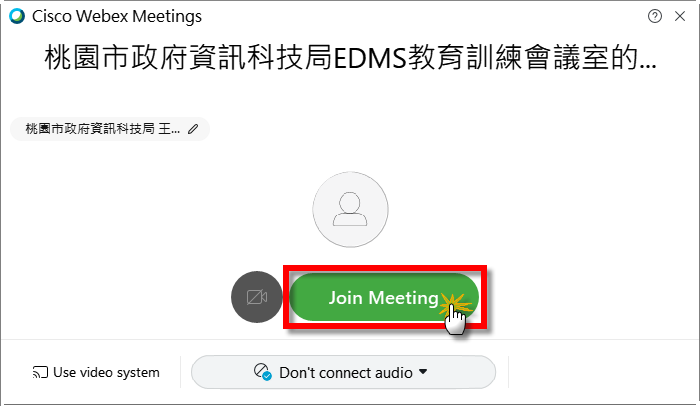 Cisco Webex Meetings
桃園市政府資訊科技局EDMS教育訓練會議室的...
桃園市政府資訊科技局 王...
Join Meeting
Use video system
Don't connect audio